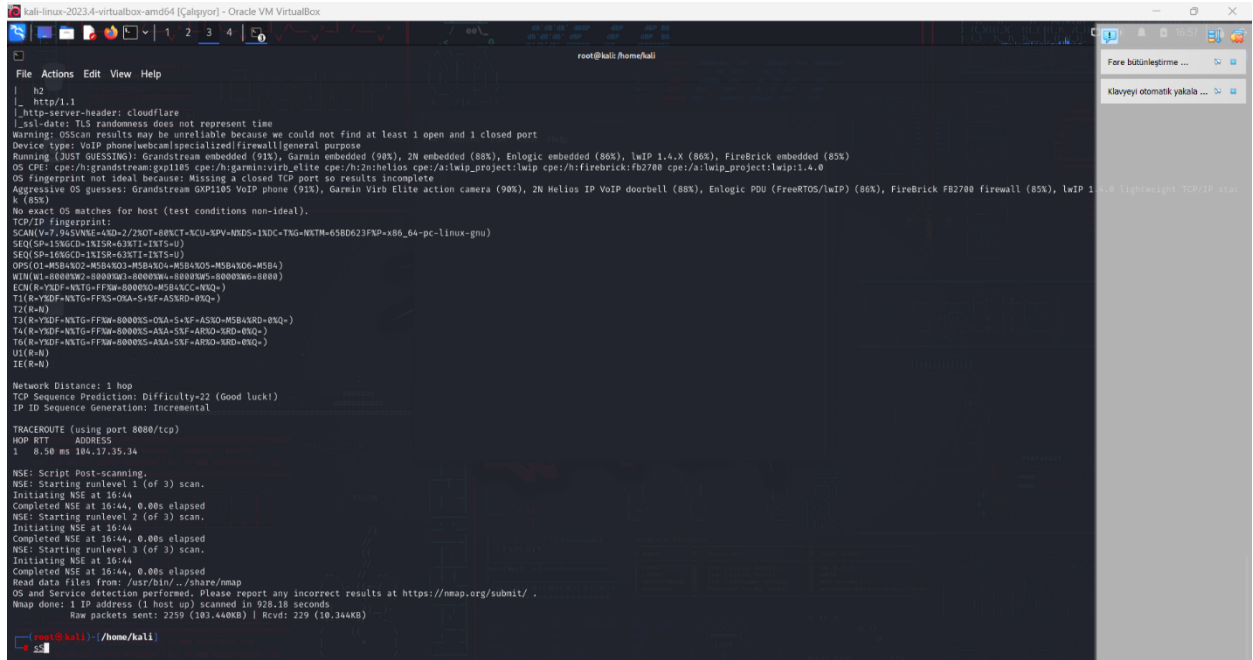 kali-linux-2023.4-virtualbox-amd64 [Çalışıyor] - Oracle VM VirtualBox
1 2 3 4
16:57
root@kali: /home/kali
File Actions Edit View Help
Fare bütünleştirme ...
Klavyeyi otomatik yakala ...
| h2
|_ http/1.1
|_http-server-header: cloudflare
|_ssl-date: TLS randomness does not represent time
Warning: OSScan results may be unreliable because we could not find at least 1 open and 1 closed port
Device type: VoIP phone|webcam|specialized|firewall|general purpose
Running (JUST GUESSING): Grandstream embedded (91%), Garmin embedded (90%), 2N embedded (88%), Enlogic embedded (86%), lwIP 1.4.X (86%), FireBrick embedded (85%)
OS CPE: cpe:/h:grandstream:gxp1105 cpe:/h:garmin:virb_elite cpe:/h:2n:helios cpe:/a:lwip_project:lwip cpe:/h:firebrick:fb2700 cpe:/a:lwip_project:lwip:1.4.0
OS fingerprint not ideal because: Missing a closed TCP port so results incomplete
Aggressive OS guesses: Grandstream GXP1105 VoIP phone (91%), Garmin Virb Elite action camera (90%), 2N Helios IP VoIP doorbell (88%), Enlogic PDU (FreeRTOS/lwIP) (86%), FireBrick FB2700 firewall (85%), lwIP 1.4.0 lightweight TCP/IP stac
k (85%)
No exact OS matches for host (test conditions non-ideal).
TCP/IP fingerprint:
SCAN(V=7.94SVN%E=4%D=2/2%OT=80%CT=%CU=%PV=N%DS=1%DC=T%G=N%TM=65BD623F%P=x86_64-pc-linux-gnu)
SEQ(SP=15%GCD=1%ISR=63%TI=I%TS=U)
SEQ(SP=16%GCD=1%ISR=63%TI=I%TS=U)
OPS(O1=M5B4%O2=M5B4%O3=M5B4%O4=M5B4%O5=M5B4%O6=M5B4)
WIN(W1=8000%W2=8000%W3=8000%W4=8000%W5=8000%W6=8000)
ECN(R=Y%DF=N%TG=FF%W=8000%O=M5B4%CC=N%Q=)
T1(R=Y%DF=N%TG=FF%S=O%A=S+%F=AS%RD=0%Q=)
T2(R=N)
T3(R=Y%DF=N%TG=FF%W=8000%S=O%A=S+%F=AS%O=M5B4%RD=0%Q=)
T4(R=Y%DF=N%TG=FF%W=8000%S=A%A=S%F=AR%O=%RD=0%Q=)
T6(R=Y%DF=N%TG=FF%W=8000%S=A%A=S%F=AR%O=%RD=0%Q=)
U1(R=N)
IE(R=N)
Network Distance: 1 hop
TCP Sequence Prediction: Difficulty=22 (Good luck!)
IP ID Sequence Generation: Incremental
TRACEROUTE (using port 8080/tcp)
HOP RTT ADDRESS
1 8.50 ms 104.17.35.34
NSE: Script Post-scanning.
NSE: Starting runlevel 1 (of 3) scan.
Initiating NSE at 16:44
Completed NSE at 16:44, 0.00s elapsed
NSE: Starting runlevel 2 (of 3) scan.
Initiating NSE at 16:44
Completed NSE at 16:44, 0.00s elapsed
NSE: Starting runlevel 3 (of 3) scan.
Initiating NSE at 16:44
Completed NSE at 16:44, 0.00s elapsed
Read data files from: /usr/bin/../share/nmap
OS and Service detection performed. Please report any incorrect results at https://nmap.org/submit/ .
Nmap done: 1 IP address (1 host up) scanned in 928.18 seconds
Raw packets sent: 2259 (103.440KB) | Rcvd: 229 (10.344KB)
(root㉿kali)-[/home/kali]
# sS